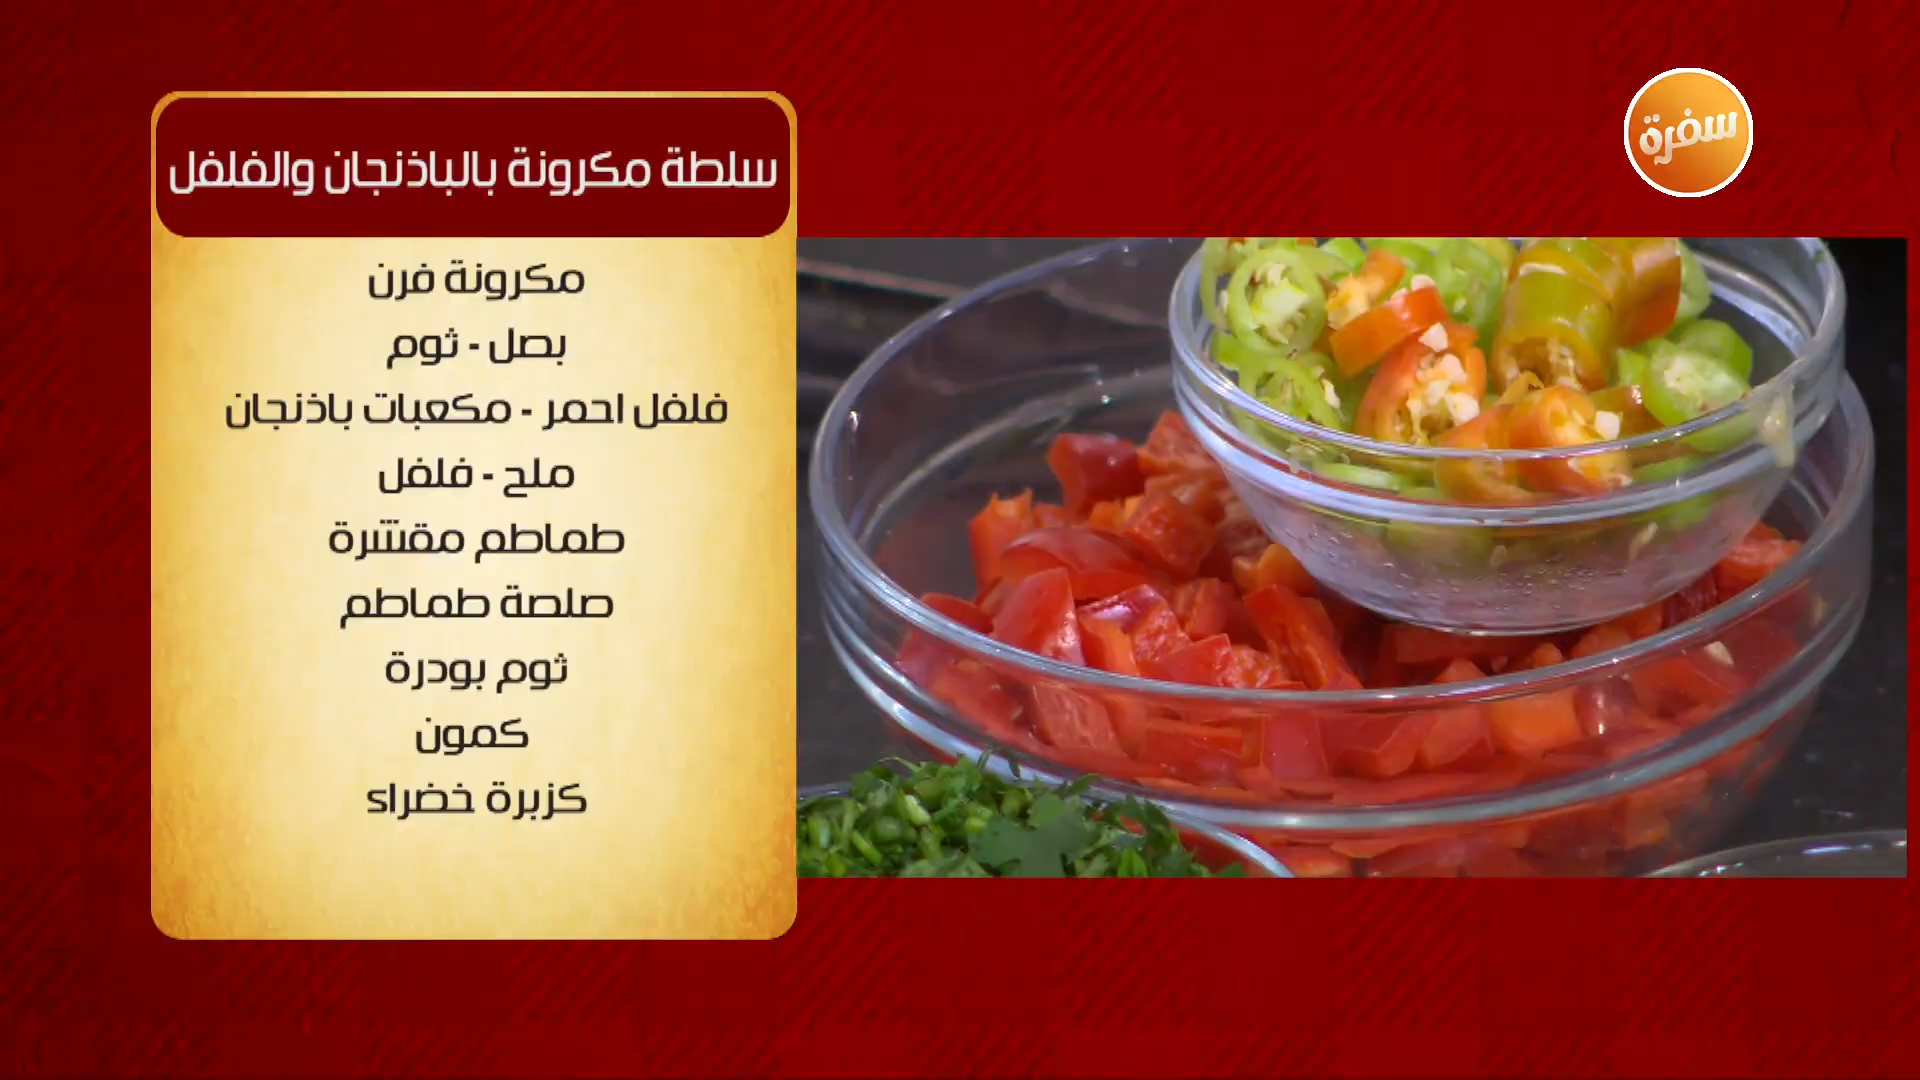 سفرة
سلطة مكرونة بالباذنجان والفلفل
مكرونة فرن
بصل - ثوم
فلفل احمر - مكعبات باذنجان
ملح - فلفل
طماطم مقشرة
صلصة طماطم
ثوم بودرة
كمون
كزبرة خضراء